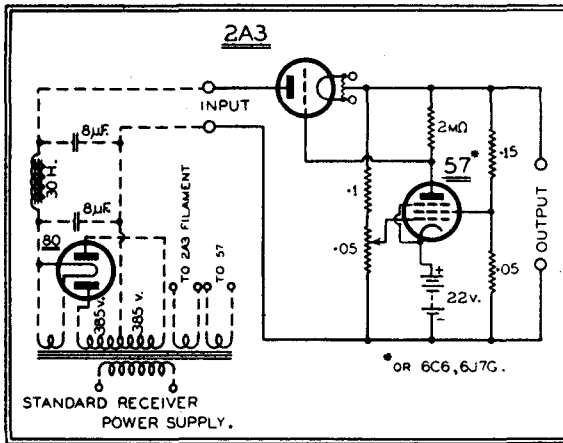 2A3
INPUT
8μF.
30 H.
8μF.
80
385 v.
385 v.
TO 2A3 FILAMENT
TO 57
STANDARD RECEIVER
POWER SUPPLY.
2MΩ
57*
.15
.1
.05
.05
+
22v.
-
OUTPUT
* OR 6C6, 6J7G.